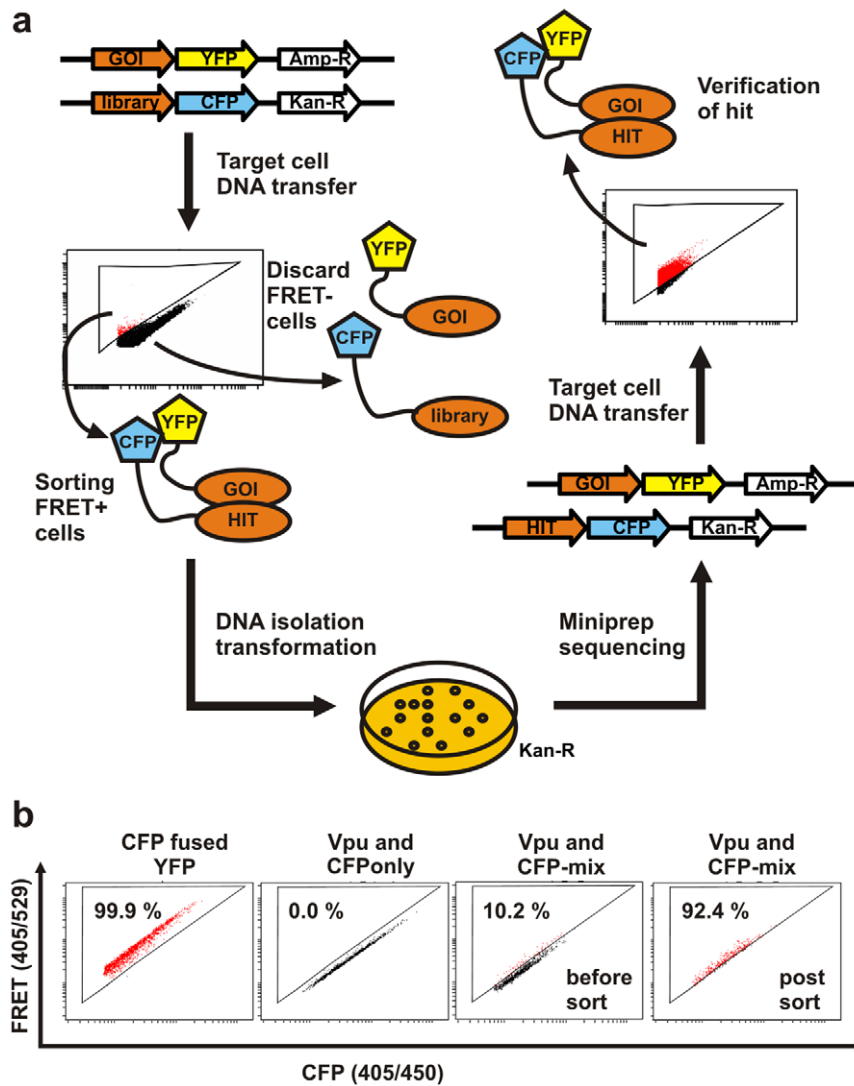 a
GOI YFP Amp-R
library CFP Kan-R
Target cell
DNA transfer
Discard
FRET-
cells
YFP
GOI
CFP
library
CFP YFP
GOI
HIT
Sorting
FRET+
cells
DNA isolation
transformation
Kan-R
Miniprep
sequencing
GOI YFP Amp-R
HIT CFP Kan-R
Target cell
DNA transfer
CFP YFP
GOI
HIT
Verification
of hit
b
FRET (405/529)
CFP fused
YFP
99.9 %
Vpu and
CFPonly
0.0 %
Vpu and
CFP-mix
10.2 %
before
sort
Vpu and
CFP-mix
92.4 %
post
sort
CFP (405/450)